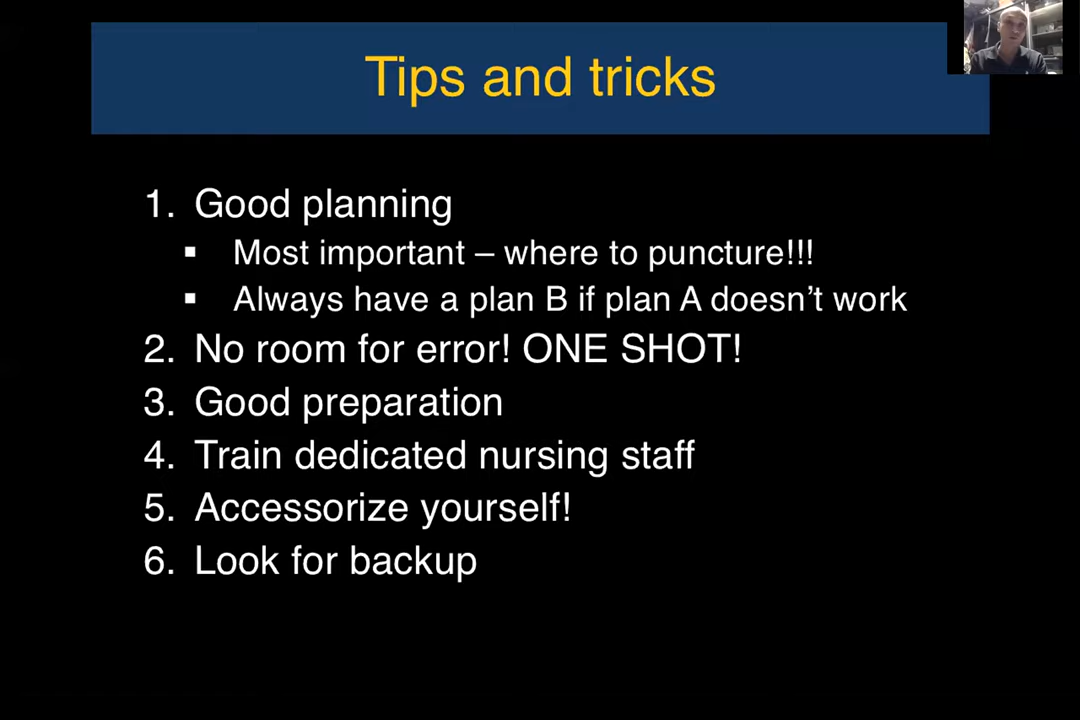 Tips and tricks
1. Good planning
▪ Most important – where to puncture!!!
▪ Always have a plan B if plan A doesn’t work
2. No room for error! ONE SHOT!
3. Good preparation
4. Train dedicated nursing staff
5. Accessorize yourself!
6. Look for backup